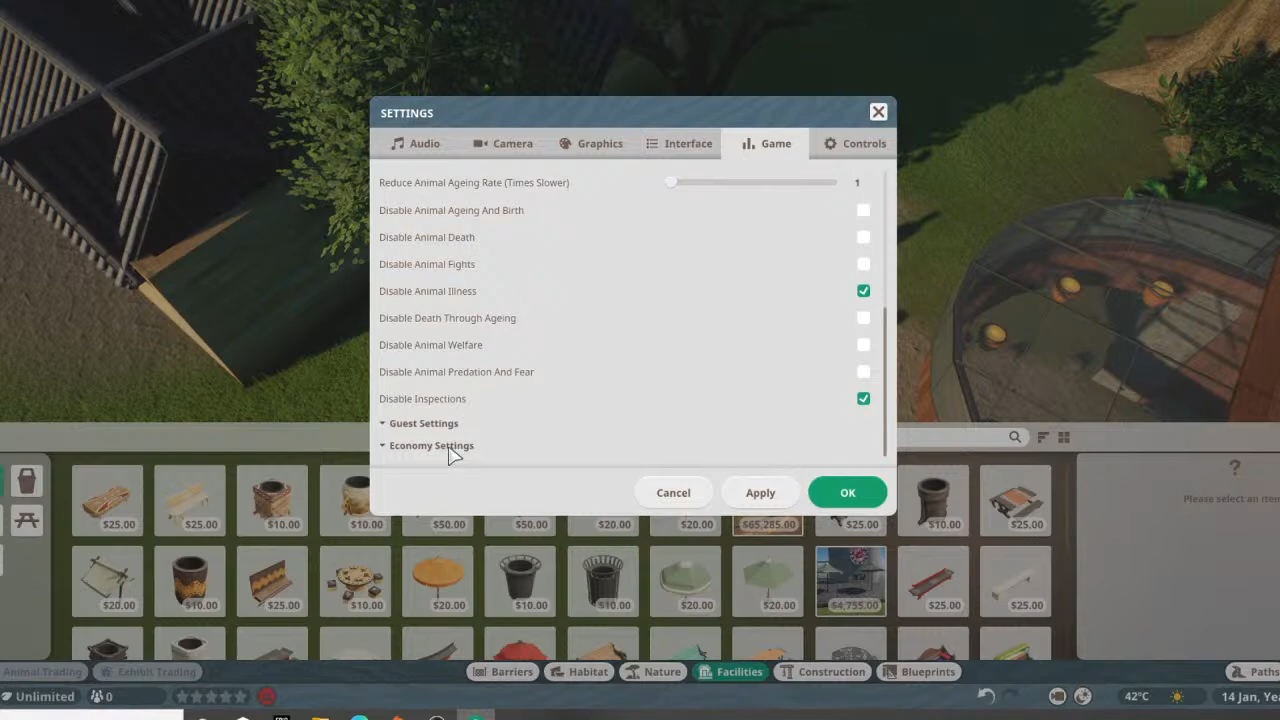 SETTINGS
Audio Camera Graphics Interface Game Controls
Reduce Animal Ageing Rate (Times Slower) 1
Disable Animal Ageing And Birth
Disable Animal Death
Disable Animal Fights
Disable Animal Illness
Disable Death Through Ageing
Disable Animal Welfare
Disable Animal Predation And Fear
Disable Inspections
Guest Settings
Economy Settings
Cancel Apply OK
?
Please select an item
$25.00 $25.00 $10.00 $10.00 $50.00 $50.00 $20.00 $20.00 $65,285.00 $25.00 $10.00 $25.00
$20.00 $10.00 $25.00 $10.00 $20.00 $10.00 $10.00 $20.00 $20.00 $4,755.00 $25.00 $25.00
Animal Trading Exhibit Trading Barriers Habitat Nature Facilities Construction Blueprints Paths
Unlimited 0 42°C 14 Jan, Yea